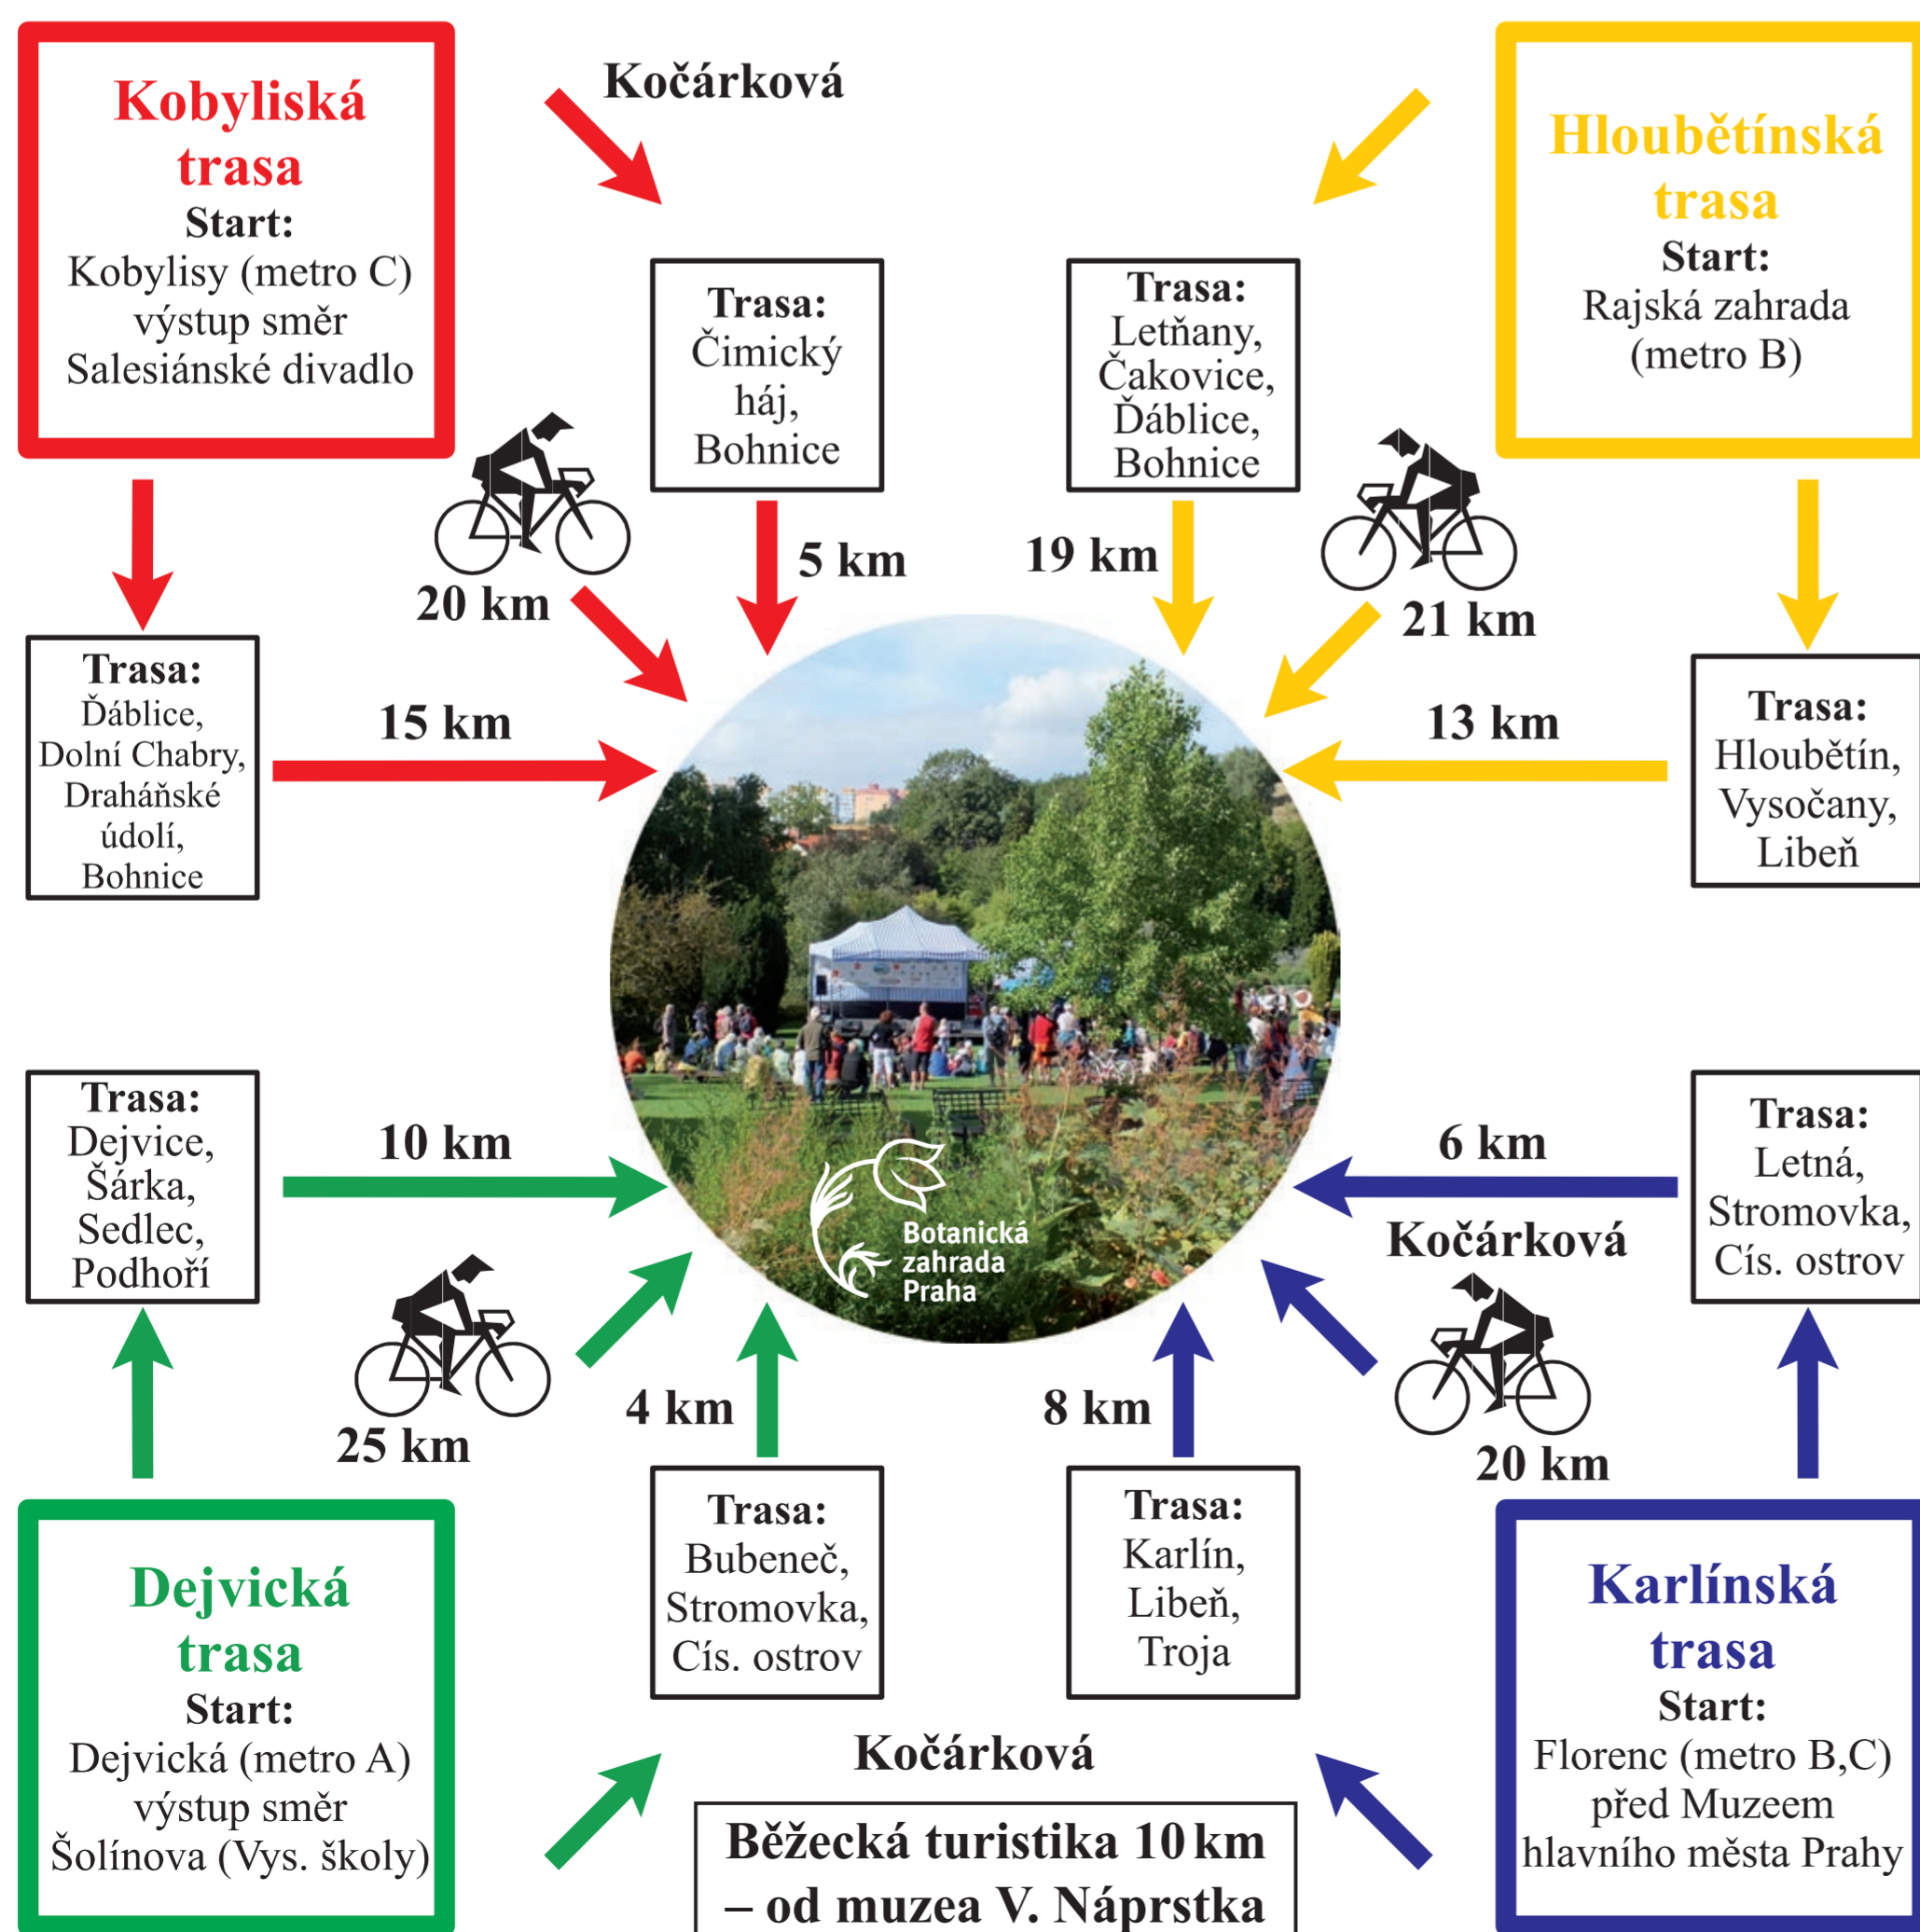 Kobyliská
trasa
Start:
Kobylisy (metro C)
výstup směr
Salesiánské divadlo
Kočárková
Hloubětínská
trasa
Start:
Rajská zahrada
(metro B)
Trasa:
Čimický
háj,
Bohnice
Trasa:
Letňany,
Čakovice,
Ďáblice,
Bohnice
20 km
5 km
19 km
21 km
Trasa:
Ďáblice,
Dolní Chabry,
Draháňské
údolí,
Bohnice
15 km
13 km
Trasa:
Hloubětín,
Vysočany,
Libeň
Trasa:
Dejvice,
Šárka,
Sedlec,
Podhoří
10 km
Botanická
zahrada
Praha
6 km
Kočárková
Trasa:
Letná,
Stromovka,
Cís. ostrov
25 km
4 km
8 km
20 km
Dejvická
trasa
Start:
Dejvická (metro A)
výstup směr
Šolínova (Vys. školy)
Trasa:
Bubeneč,
Stromovka,
Cís. ostrov
Trasa:
Karlín,
Libeň,
Troja
Kočárková
Běžecká turistika 10 km
– od muzea V. Náprstka
Karlínská
trasa
Start:
Florenc (metro B,C)
před Muzeem
hlavního města Prahy